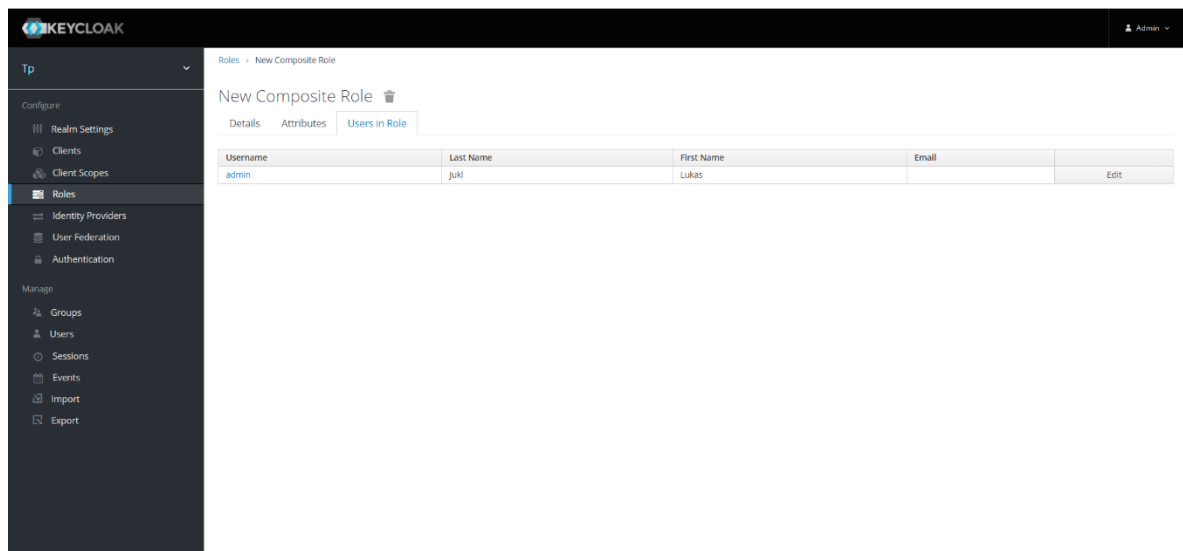 KEYCLOAK
Admin
Tp
Roles
New Composite Role
New Composite Role
Configure
Details Attributes Users in Role
Realm Settings
Clients
Client Scopes
Roles
Identity Providers
User Federation
Authentication
Manage
Groups
Users
Sessions
Events
Import
Export
Username Last Name First Name Email
admin Jukl Lukas Edit